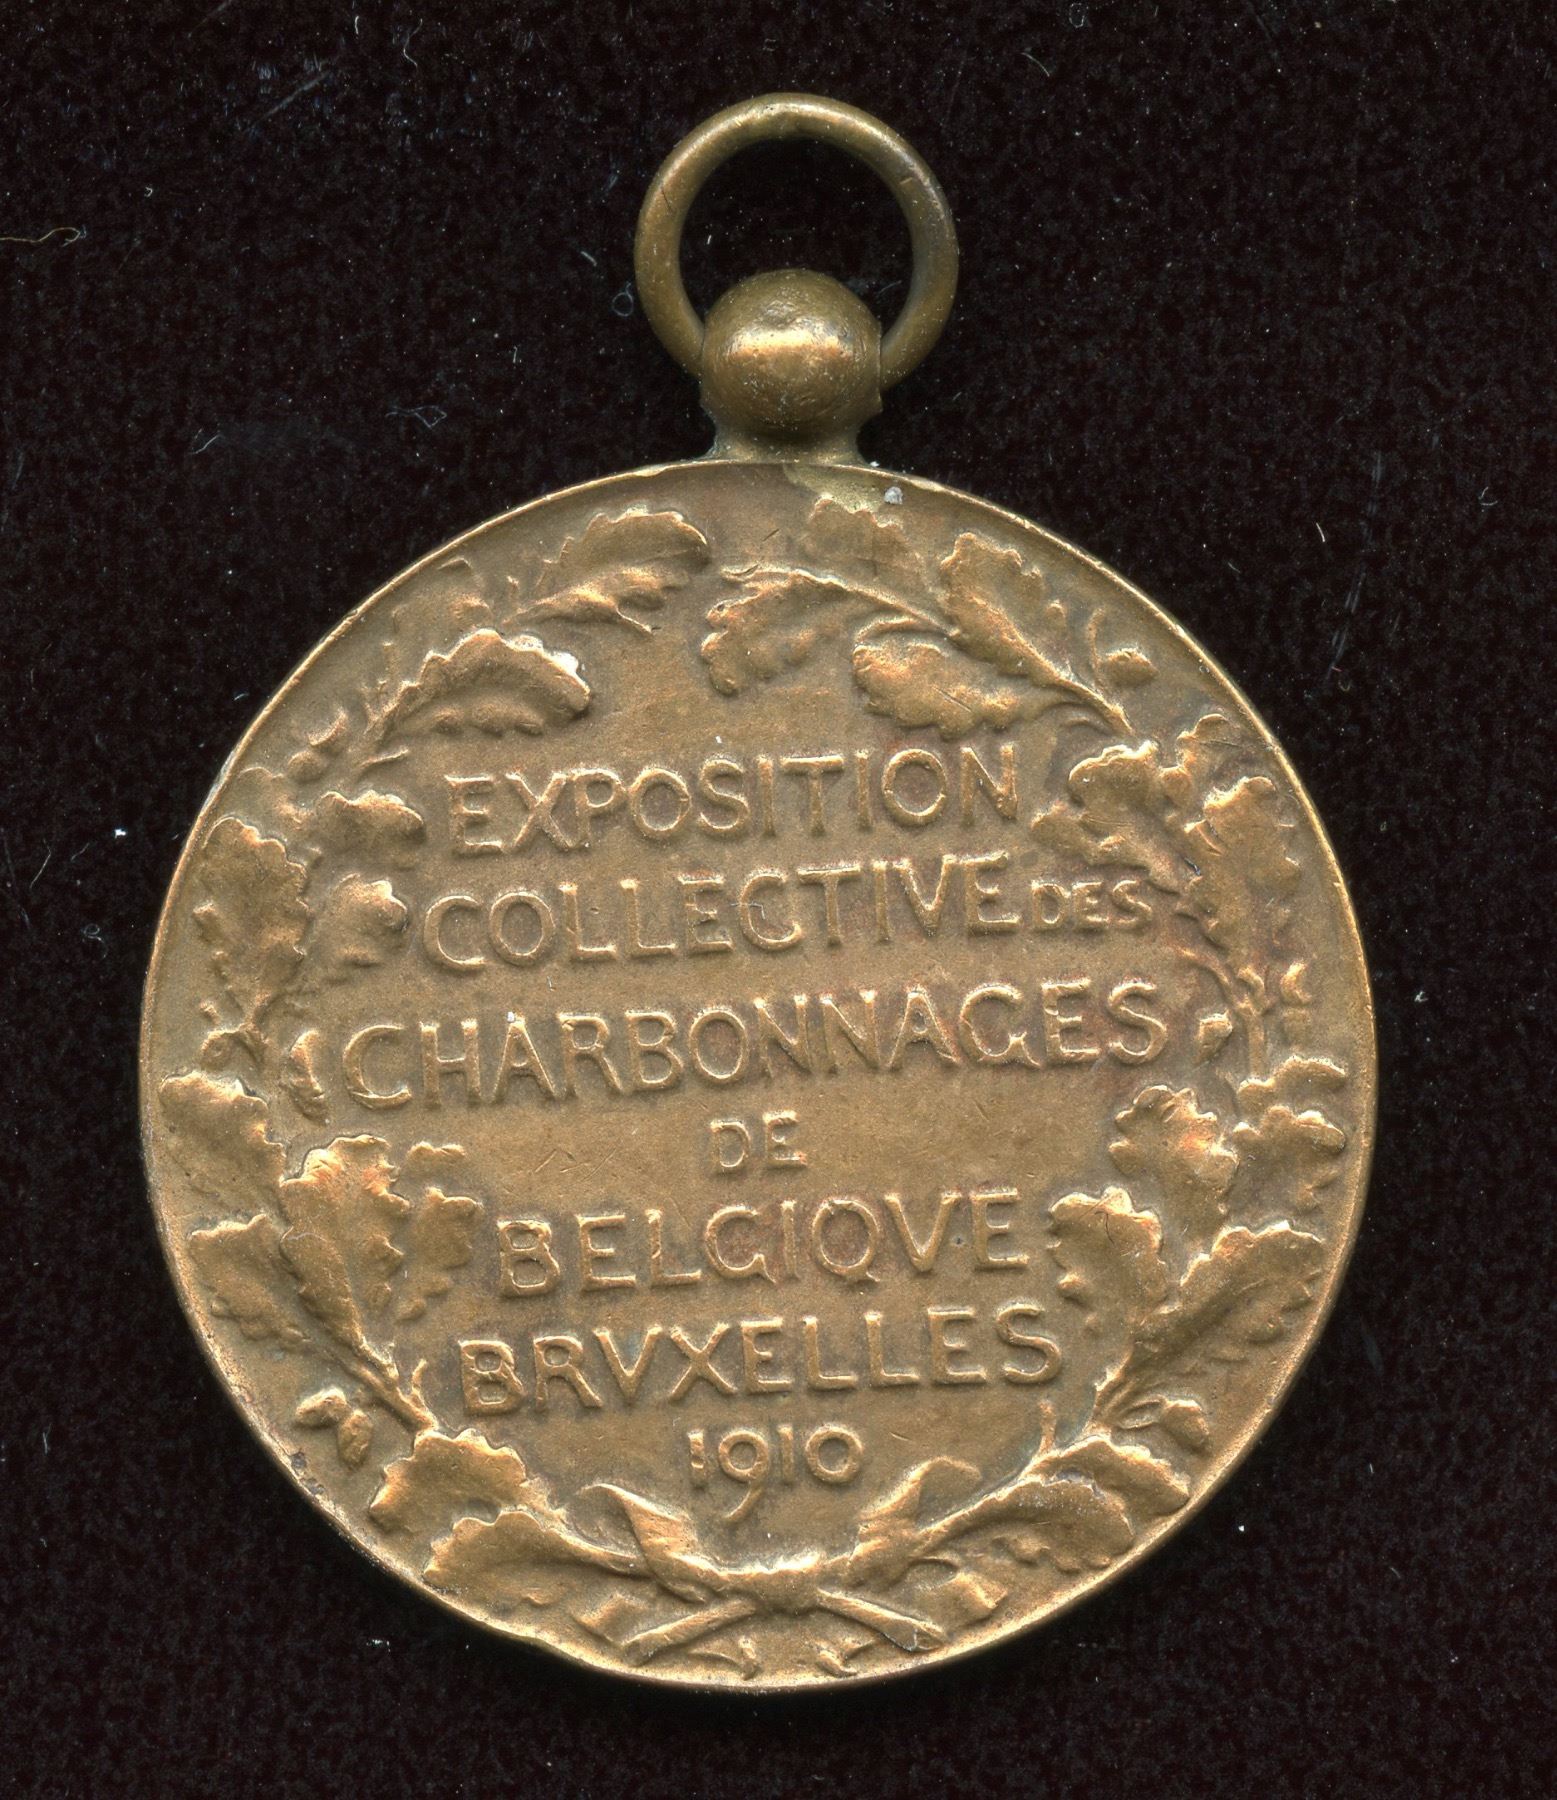 EXPOSITION
COLLECTIVE DES
CHARBONNAGES
DE
BELGIQVE
BRVXELLES
1910